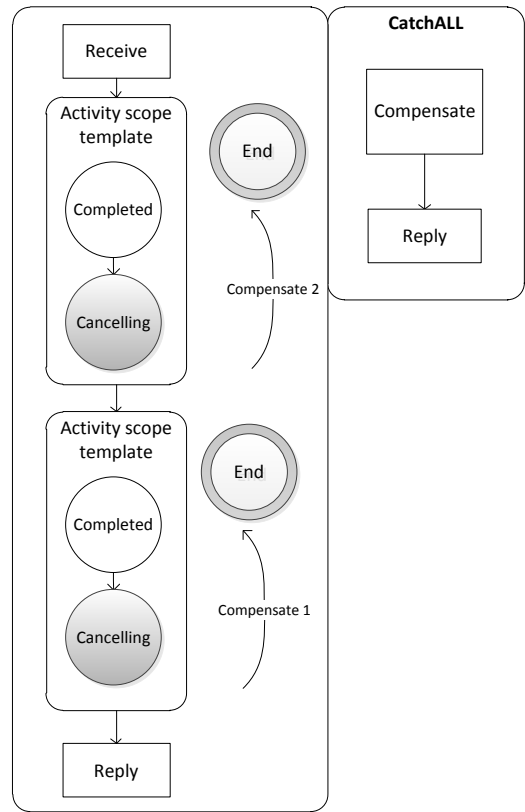 Receive
Activity scope
template
Completed
Cancelling
End
Compensate 2
Activity scope
template
Completed
Cancelling
End
Compensate 1
Reply
CatchALL
Compensate
Reply